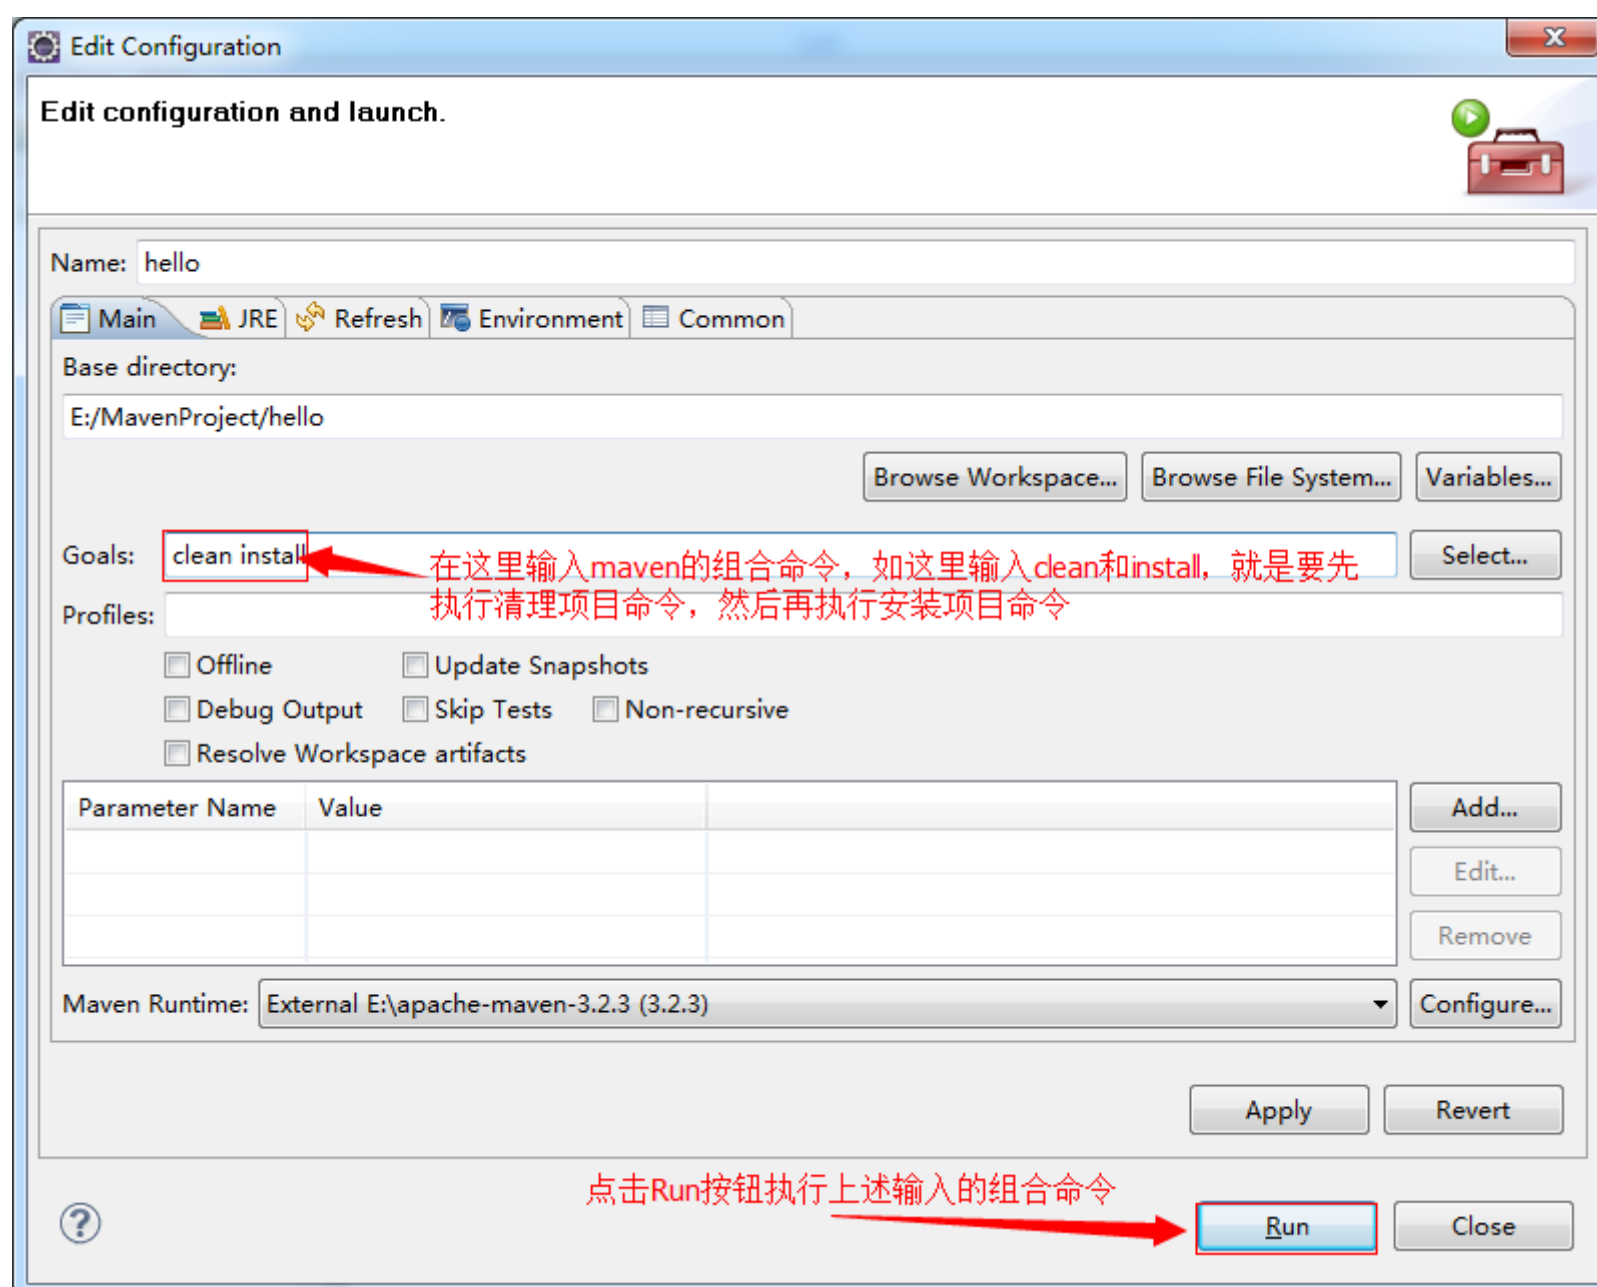 Edit Configuration
Edit configuration and launch.
Name: hello
Main JRE Refresh Environment Common
Base directory:
E:/MavenProject/hello
Browse Workspace... Browse File System... Variables...
Goals: clean install Select...
在这里输入maven的组合命令，如这里输入clean和install，就是要先
执行清理项目命令，然后再执行安装项目命令
Profiles:
Offline Update Snapshots
Debug Output Skip Tests Non-recursive
Resolve Workspace artifacts
Parameter Name Value Add...
Edit...
Remove
Maven Runtime: External E:\apache-maven-3.2.3 (3.2.3) Configure...
Apply Revert
点击Run按钮执行上述输入的组合命令
Run Close